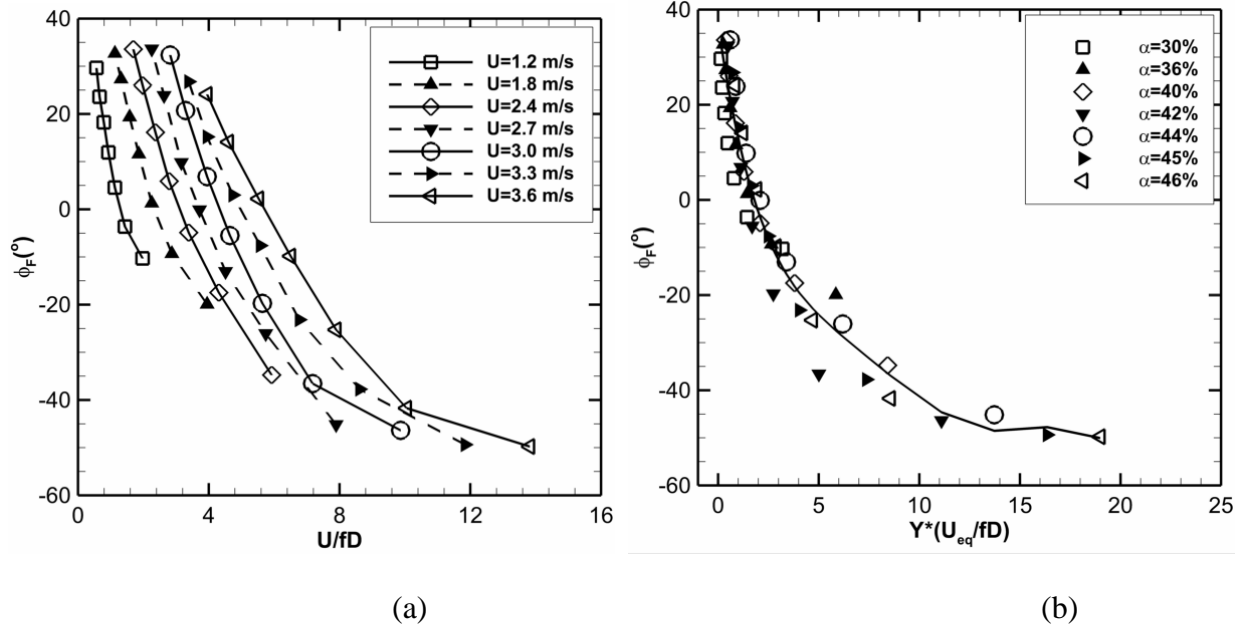 40
20
0
-20
-40
-60
ϕF(°)
0
4
8
12
16
U/fD
U=1.2 m/s
U=1.8 m/s
U=2.4 m/s
U=2.7 m/s
U=3.0 m/s
U=3.3 m/s
U=3.6 m/s
(a)
40
20
0
-20
-40
-60
ϕF(°)
0
5
10
15
20
25
Y*(Ueq/fD)
α=30%
α=36%
α=40%
α=42%
α=44%
α=45%
α=46%
(b)